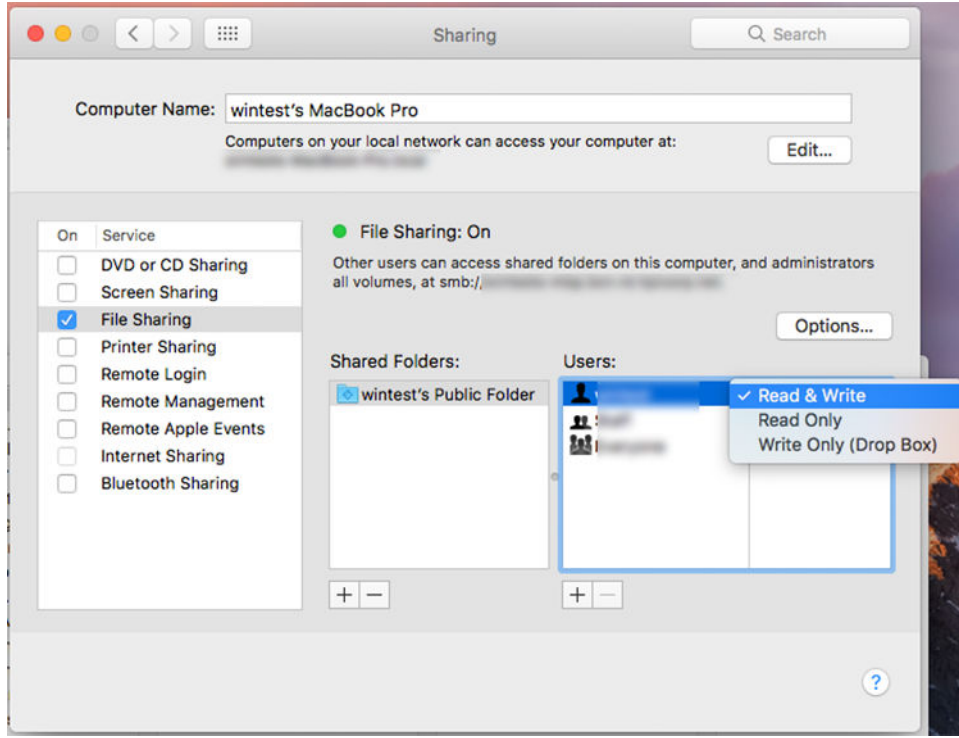 Sharing
Search
Computer Name: wintest's MacBook Pro
Computers on your local network can access your computer at:
Edit...
On Service
DVD or CD Sharing
Screen Sharing
File Sharing
Printer Sharing
Remote Login
Remote Management
Remote Apple Events
Internet Sharing
Bluetooth Sharing
File Sharing: On
Other users can access shared folders on this computer, and administrators
all volumes, at smb:/
Options...
Shared Folders:
wintest's Public Folder
Users:
Read & Write
Read Only
Write Only (Drop Box)
?